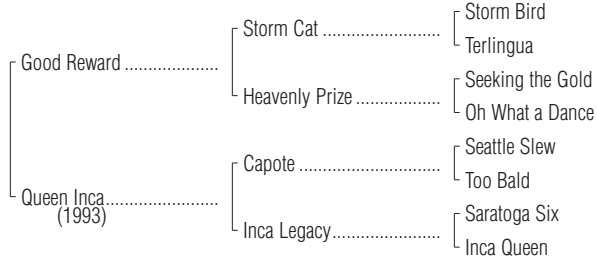 Storm Bird
Storm Cat ........................
Terlingua
Good Reward ...................
Seeking the Gold
Heavenly Prize .................
Oh What a Dance
Seattle Slew
Capote .............................
Too Bald
Queen Inca.......................
(1993)
Saratoga Six
Inca Legacy......................
Inca Queen